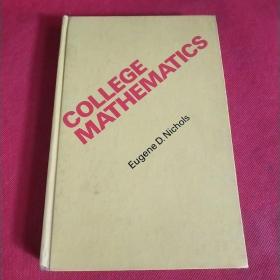 COLLEGE
MATHEMATICS
Eugene D. Nichols